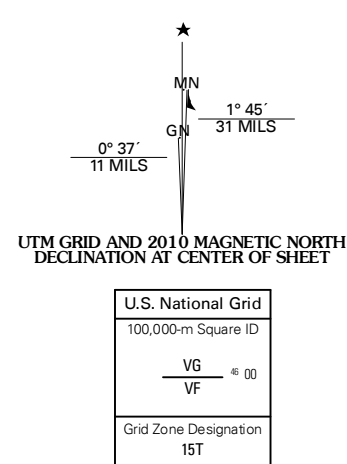 ★
MN
1° 45´
GN
31 MILS
0° 37´
11 MILS
UTM GRID AND 2010 MAGNETIC NORTH
DECLINATION AT CENTER OF SHEET
U.S. National Grid
100,000-m Square ID
VG
46 00
VF
Grid Zone Designation
15T